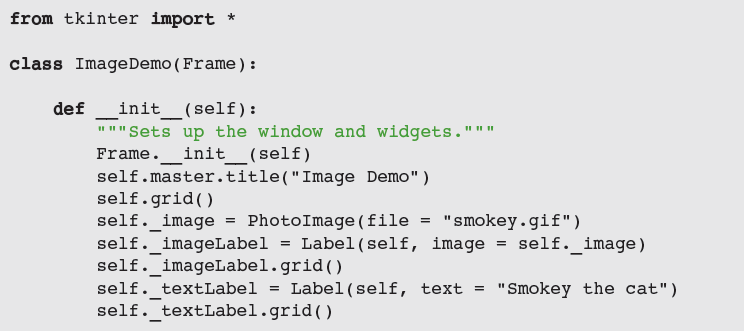 from tkinter import *
class ImageDemo(Frame):
def __init__(self):
"""Sets up the window and widgets."""
Frame.__init__(self)
self.master.title("Image Demo")
self.grid()
self._image = PhotoImage(file = "smokey.gif")
self._imageLabel = Label(self, image = self._image)
self._imageLabel.grid()
self._textLabel = Label(self, text = "Smokey the cat")
self._textLabel.grid()